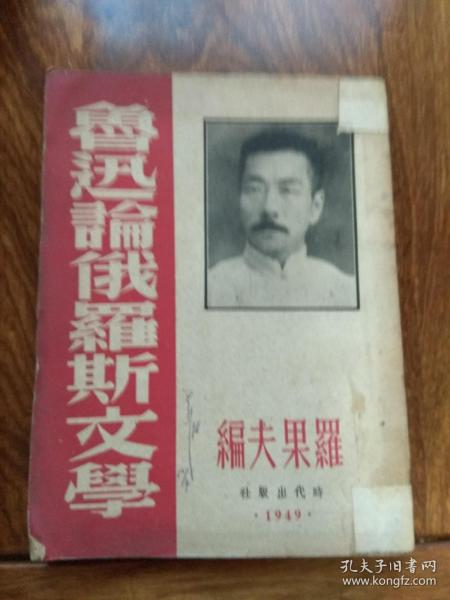 魯迅論俄羅斯文學
羅果夫編
時代出版社
·1949·
孔夫子旧书网
www.kongfz.com